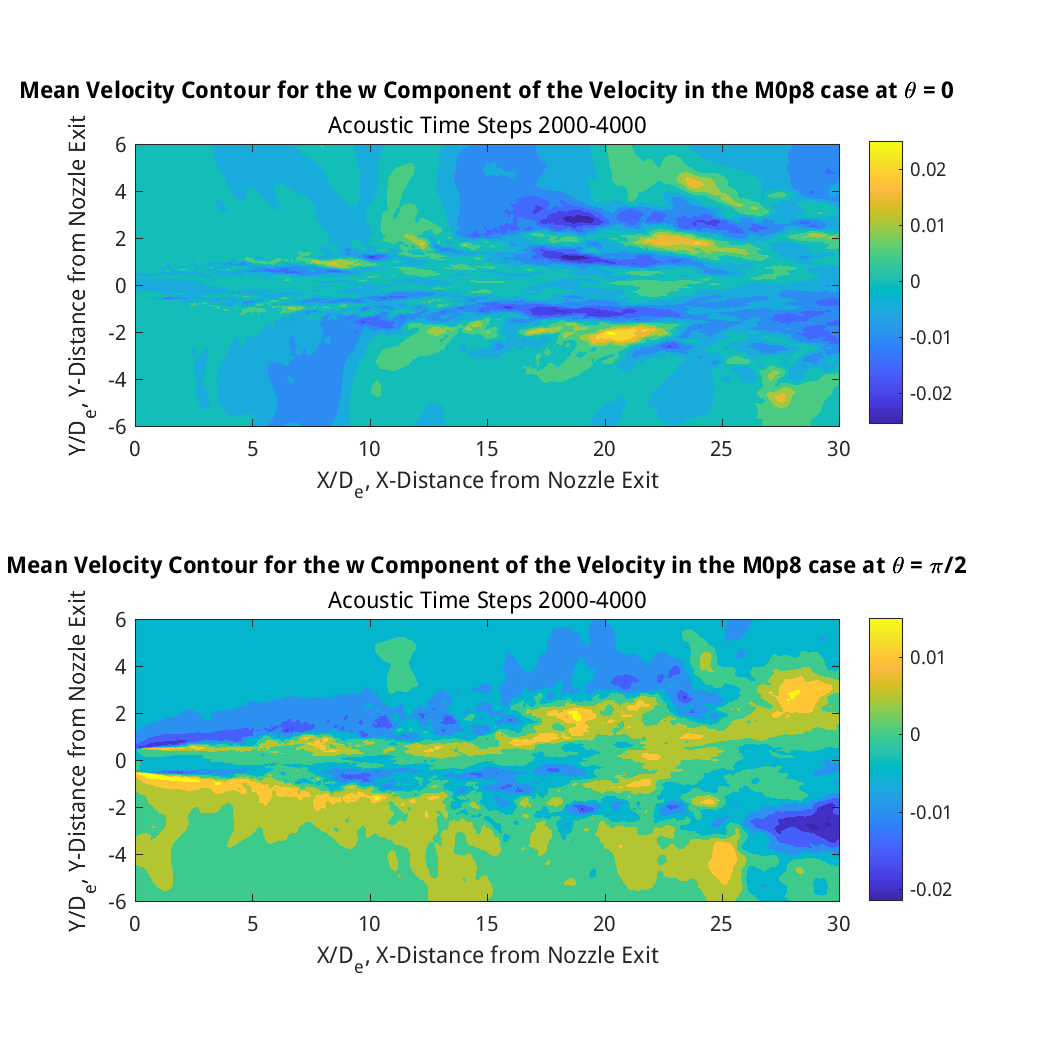 Mean Velocity Contour for the w Component of the Velocity in the M0p8 case at θ = 0
Acoustic Time Steps 2000-4000
Y/De, Y-Distance from Nozzle Exit
6
4
2
0
-2
-4
-6
0 5 10 15 20 25 30
X/De, X-Distance from Nozzle Exit
0.02
0.01
0
-0.01
-0.02
Mean Velocity Contour for the w Component of the Velocity in the M0p8 case at θ = π/2
Acoustic Time Steps 2000-4000
Y/De, Y-Distance from Nozzle Exit
6
4
2
0
-2
-4
-6
0 5 10 15 20 25 30
X/De, X-Distance from Nozzle Exit
0.01
0
-0.01
-0.02